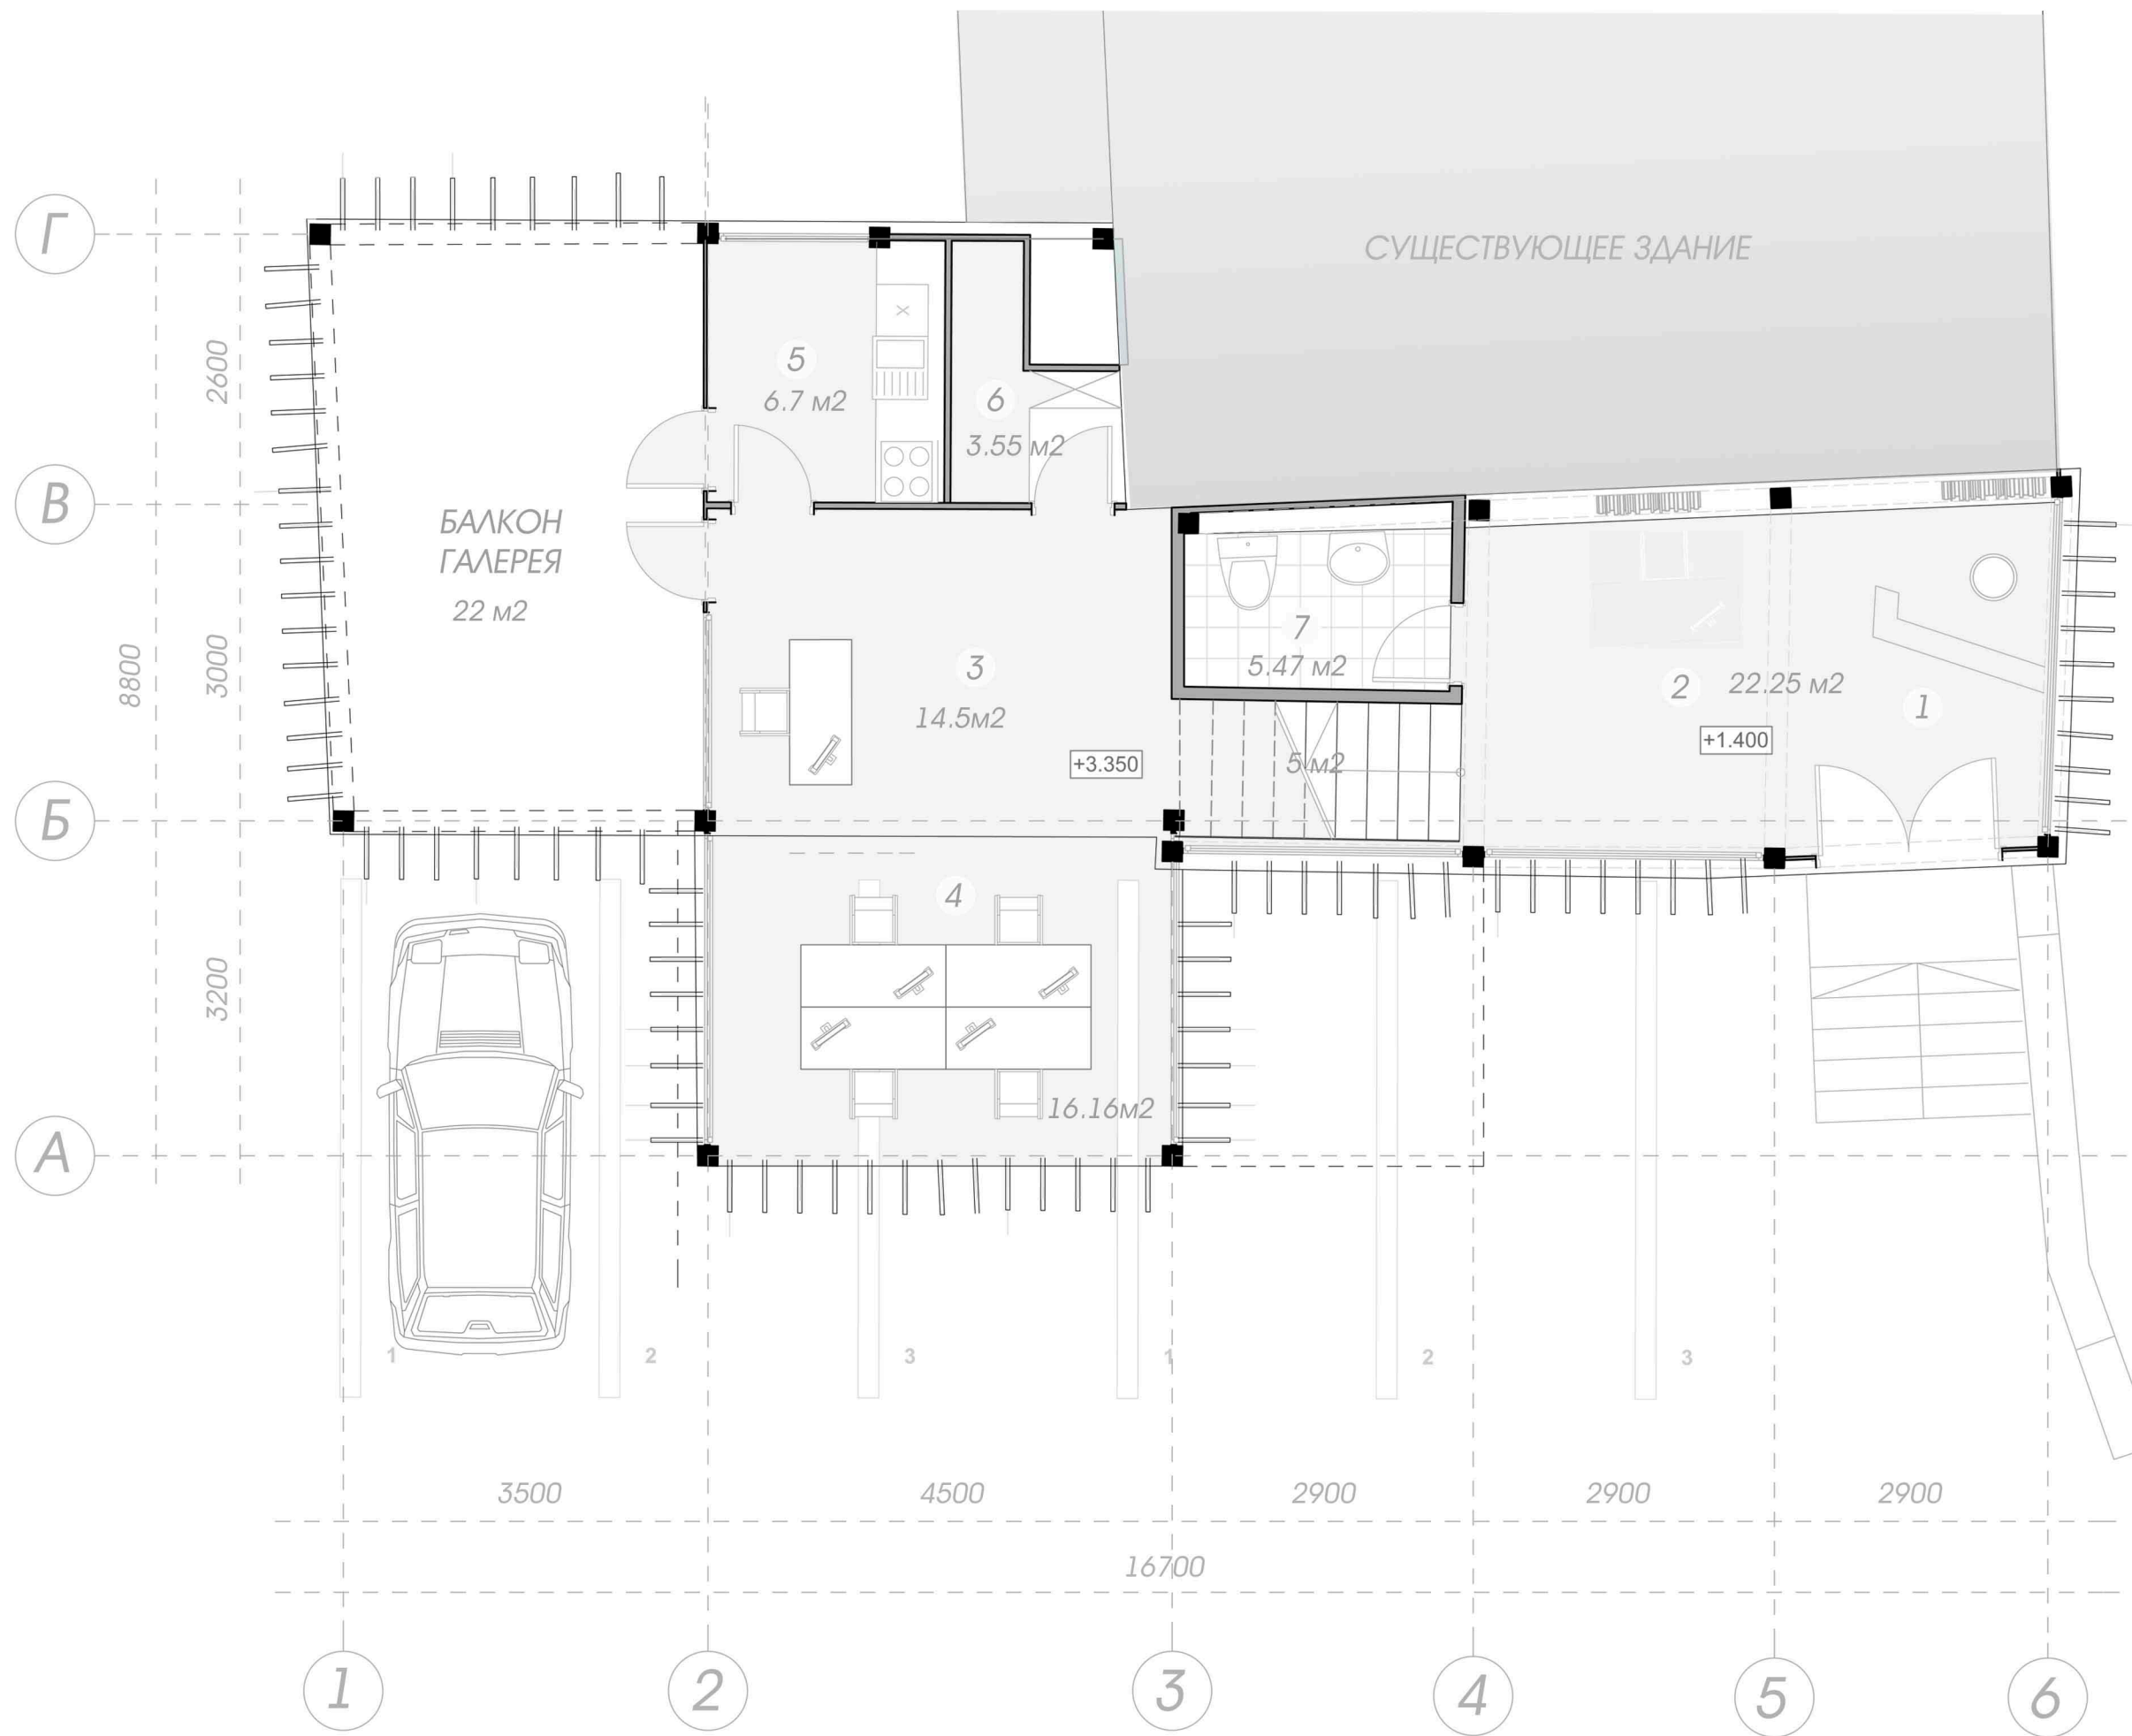 СУЩЕСТВУЮЩЕЕ ЗДАНИЕ
Г
2600
5
6.7 м2
6
3.55 м2
В
БАЛКОН
ГАЛЕРЕЯ
22 м2
8800
3000
3
14.5м2
+3.350
7
5.47 м2
5 м2
2
22.25 м2
+1.400
1
Б
4
3200
16.16м2
А
1
2
3
1
2
3
3500
4500
2900
2900
2900
16700
1
2
3
4
5
6